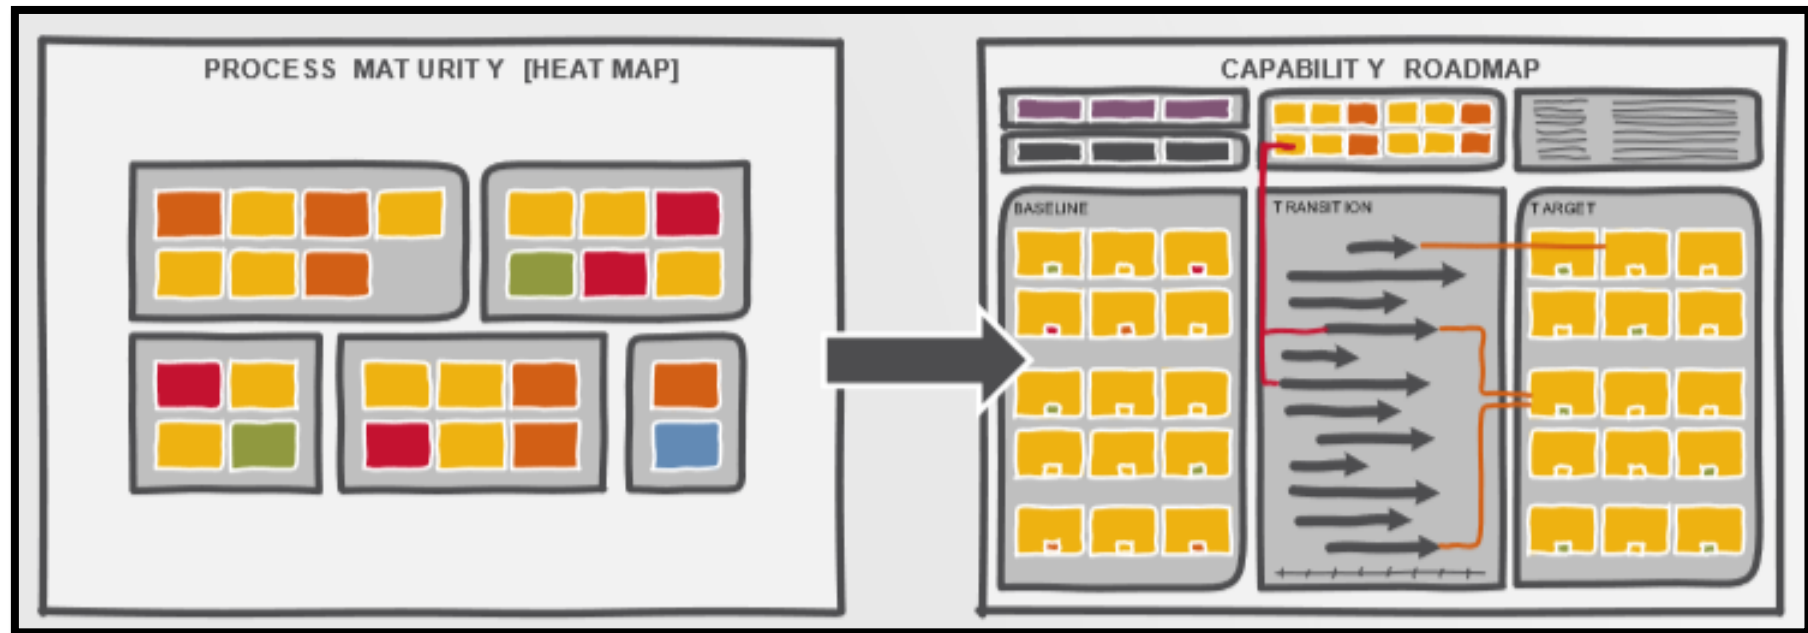 PROCESS MATURITY [HEAT MAP]
CAPABILITY ROADMAP
BASELINE
TRANSITION
TARGET